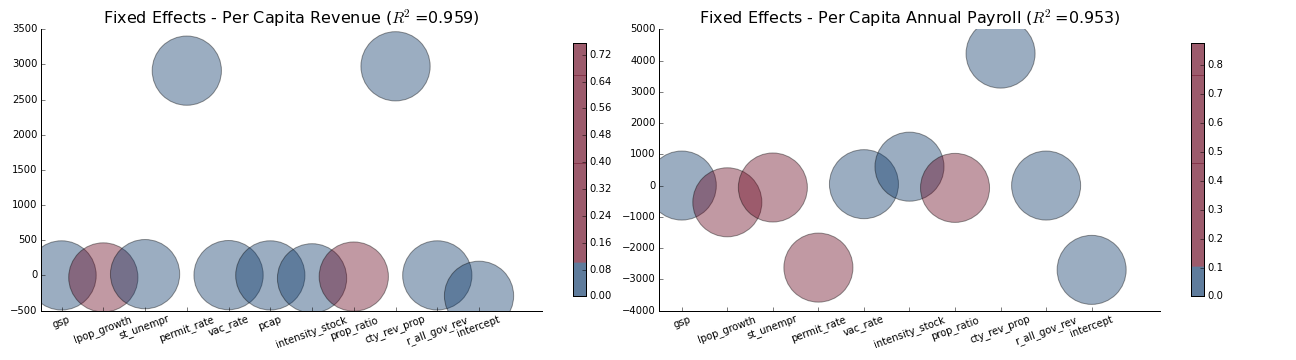 Fixed Effects - Per Capita Revenue (R² =0.959)
3500
3000
2500
2000
1500
1000
500
0
−500
gsp
lpop_growth
st_unempr
permit_rate
vac_rate
pcap
intensity_stock
prop_ratio
cty_rev_prop
r_all_gov_rev
intercept
0.72
0.64
0.56
0.48
0.40
0.32
0.24
0.16
0.08
0.00
Fixed Effects - Per Capita Annual Payroll (R² =0.953)
5000
4000
3000
2000
1000
0
−1000
−2000
−3000
−4000
gsp
lpop_growth
st_unempr
permit_rate
vac_rate
intensity_stock
prop_ratio
cty_rev_prop
r_all_gov_rev
intercept
0.8
0.7
0.6
0.5
0.4
0.3
0.2
0.1
0.0